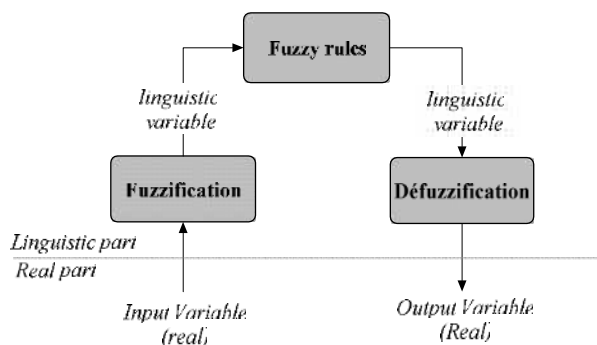 Fuzzy rules
linguistic
variable
linguistic
variable
Fuzzification
Défuzzification
Linguistic part
Real part
Input Variable
(real)
Output Variable
(Real)